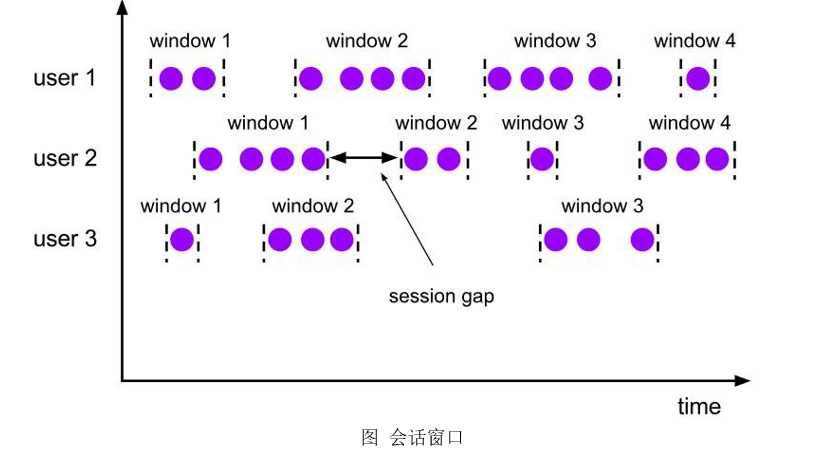 window 1 window 2 window 3 window 4
user 1
window 1 window 2 window 3 window 4
user 2
window 1 window 2 window 3
user 3
session gap
time
图 会话窗口